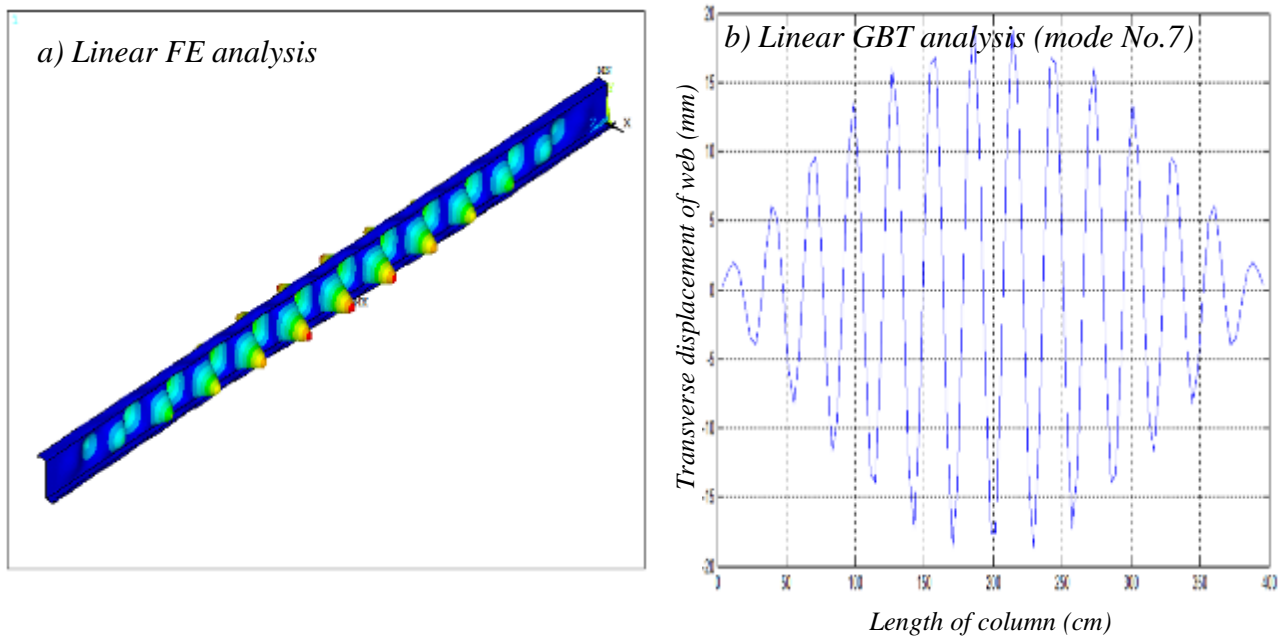 1
a) Linear FE analysis
X
b) Linear GBT analysis (mode No.7)
Transverse displacement of web (mm)
20
15
10
5
0
-5
-10
-15
-20
0 50 100 150 200 250 300 350 400
Length of column (cm)